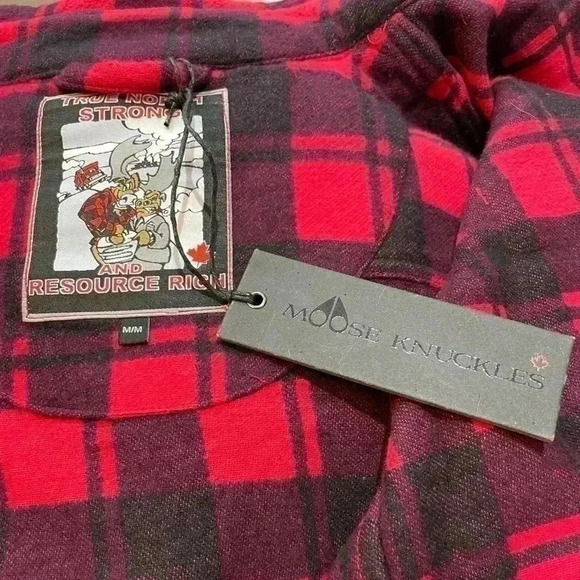 TRUE NORTH
STRONG
AND
RESOURCE RICH
M/M
MOOSE KNUCKLES